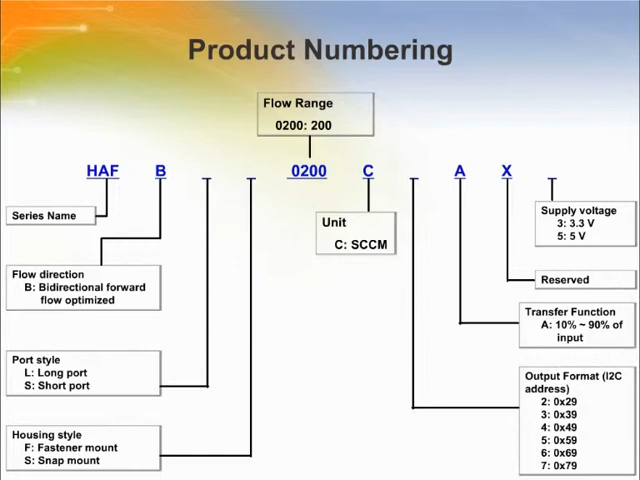 Product Numbering
Flow Range
0200: 200
HAF B _ _ 0200 C _ A X _
Series Name
Flow direction
B: Bidirectional forward
flow optimized
Port style
L: Long port
S: Short port
Housing style
F: Fastener mount
S: Snap mount
Unit
C: SCCM
Supply voltage
3: 3.3 V
5: 5 V
Reserved
Transfer Function
A: 10% ~ 90% of
input
Output Format (I2C
address)
2: 0x29
3: 0x39
4: 0x49
5: 0x59
6: 0x69
7: 0x79